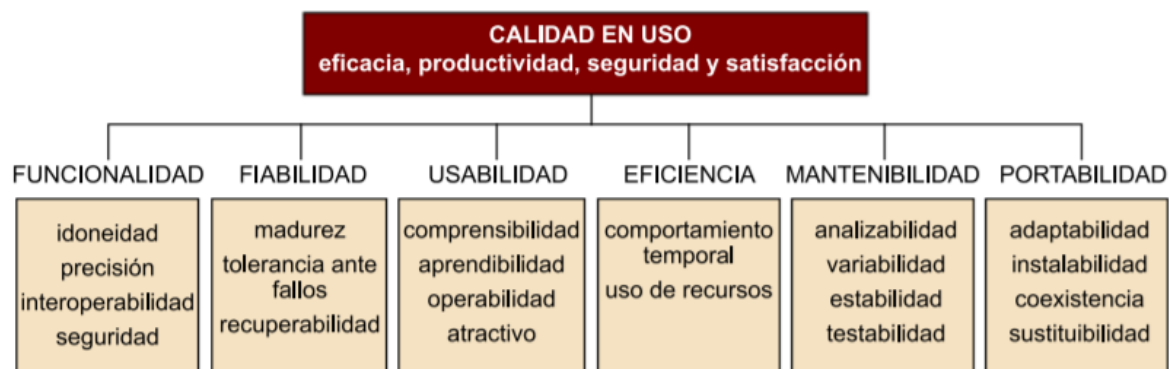 CALIDAD EN USO
eficacia, productividad, seguridad y satisfacción
FUNCIONALIDAD
idoneidad
precisión
interoperabilidad
seguridad
FIABILIDAD
madurez
tolerancia ante
fallos
recuperabilidad
USABILIDAD
comprensibilidad
aprendibilidad
operabilidad
atractivo
EFICIENCIA
comportamiento
temporal
uso de recursos
MANTENIBILIDAD
analizabilidad
variabilidad
estabilidad
testabilidad
PORTABILIDAD
adaptabilidad
instalabilidad
coexistencia
sustituibilidad